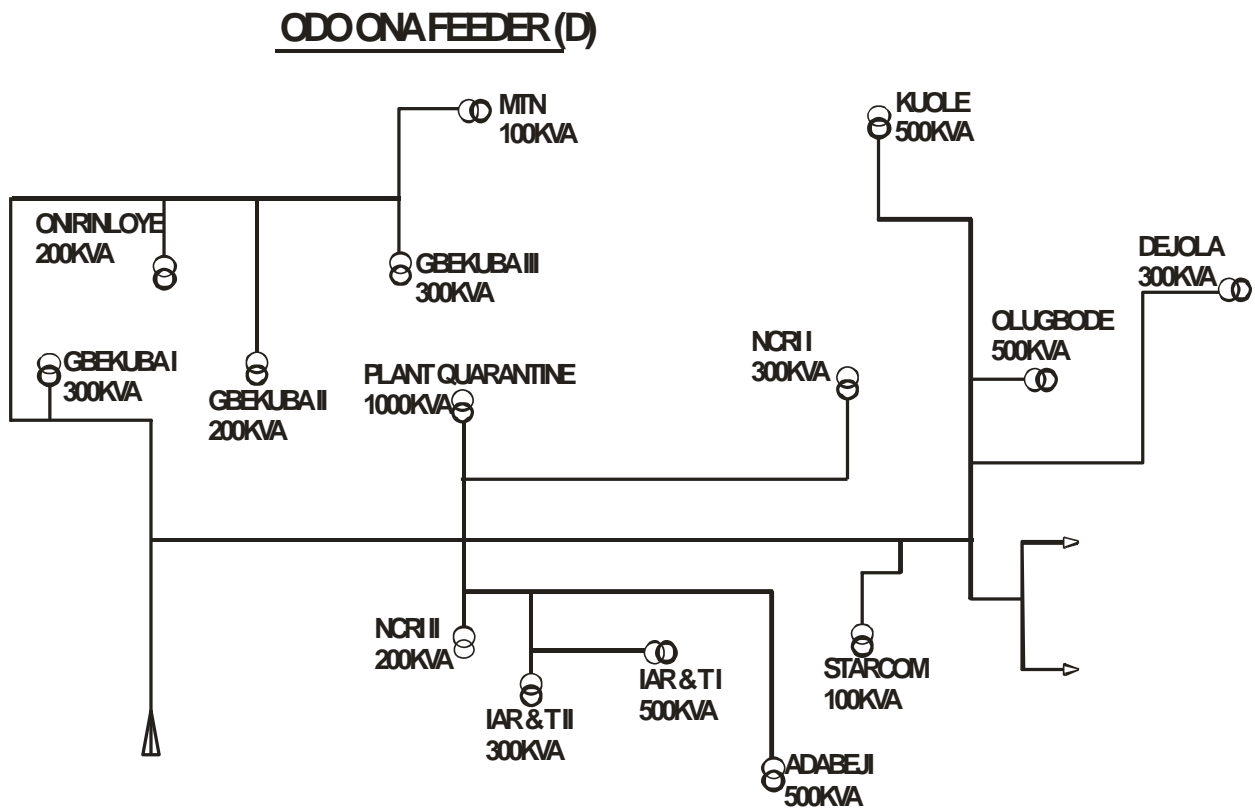 ODO ONA FEEDER (D)
MTN
100KVA
KUOLE
500KVA
ONIRINLOYE
200KVA
GBEKUBA III
300KVA
DEJOLA
300KVA
OLUGBODE
500KVA
NCRI I
300KVA
GBEKUBA I
300KVA
PLANT QUARANTINE
1000KVA
GBEKUBA II
200KVA
NCRI II
200KVA
IAR & T I
500KVA
STARCOM
100KVA
IAR & T II
300KVA
ADABEJI
500KVA